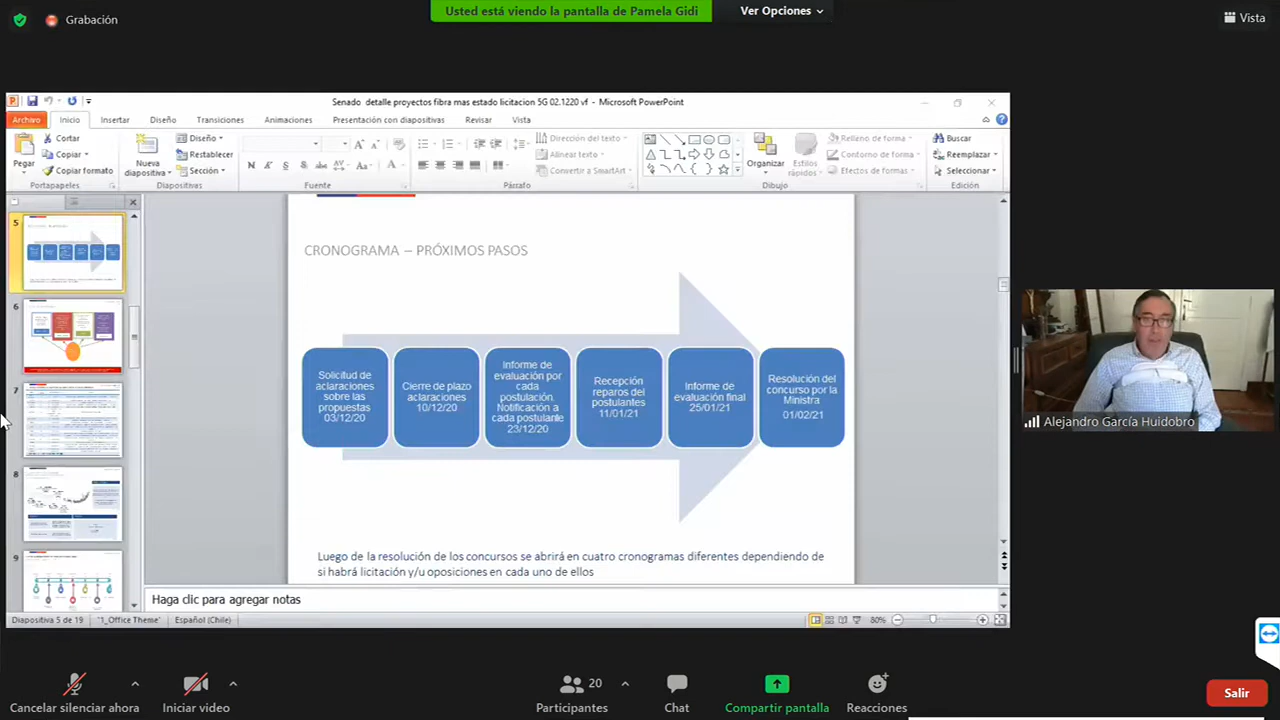 Grabación
Usted está viendo la pantalla de Pamela Gidi
Ver Opciones
Vista
Senado detalle proyectos fibra mas estado licitacion 5G 02.1220 vf - Microsoft PowerPoint
Archivo Inicio Insertar Diseño Transiciones Animaciones Presentación con diapositivas Revisar Vista
Pegar
Cortar
Copiar
Copiar formato
Portapapeles
Nueva
diapositiva
Diseño
Restablecer
Sección
Diapositivas
Fuente
Dirección del texto
Alinear texto
Convertir a SmartArt
Párrafo
Organizar
Estilos
rápidos
Relleno de forma
Contorno de forma
Efectos de formas
Dibujo
Buscar
Reemplazar
Seleccionar
Edición
5
6
7
8
9
CRONOGRAMA – PRÓXIMOS PASOS
Solicitud de
aclaraciones
sobre las
propuestas
03/12/20
Cierre de plazo
aclaraciones
10/12/20
Informe de
evaluación por
cada
postulación.
Notificación a
cada postulante
23/12/20
Recepción
reparos del
postulantes
11/01/21
Informe de
evaluación final
25/01/21
Resolución del
concurso por la
Ministra
01/02/21
Luego de la resolución de los concursos se abrirá en cuatro cronogramas diferentes dependiendo de
si habrá licitación y/u oposiciones en cada uno de ellos
Haga clic para agregar notas
Diapositiva 5 de 19 "1_Office Theme" Español (Chile) 80%
Alejandro García Huidobro
Cancelar silenciar ahora
Iniciar video
20
Participantes
Chat
Compartir pantalla
Reacciones
Salir